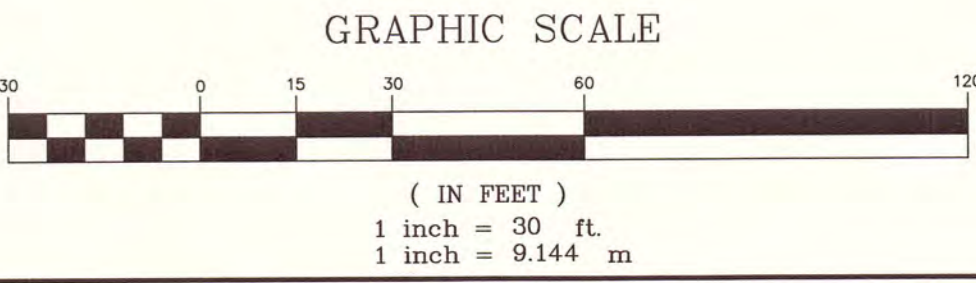 GRAPHIC SCALE
30 0 15 30 60 120
( IN FEET )
1 inch = 30 ft.
1 inch = 9.144 m